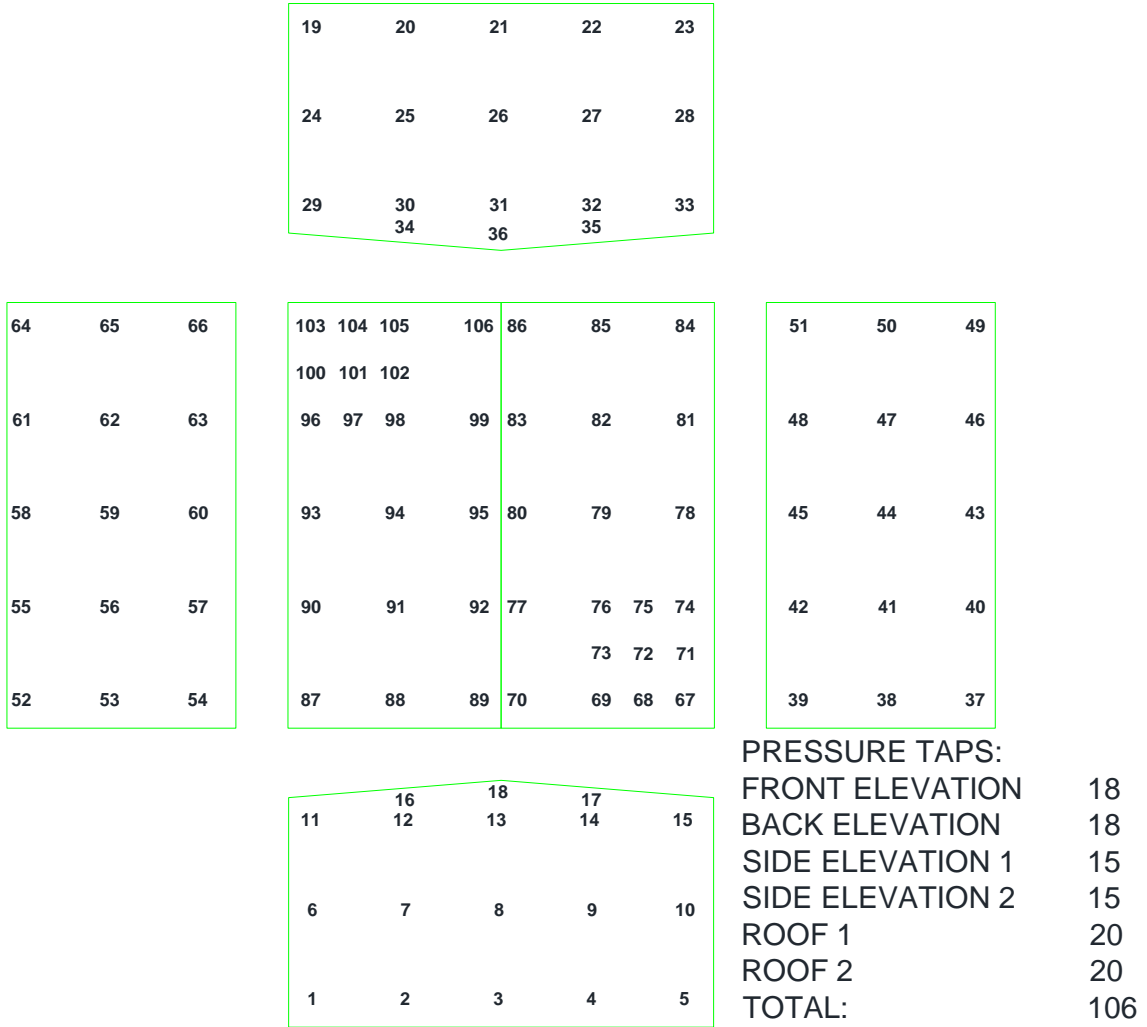 19 20 21 22 23
24 25 26 27 28
29 30 31 32 33
34 36 35
64 65 66 103 104 105 106 86 85 84 51 50 49
100 101 102
61 62 63 96 97 98 99 83 82 81 48 47 46
58 59 60 93 94 95 80 79 78 45 44 43
55 56 57 90 91 92 77 76 75 74 42 41 40
73 72 71
52 53 54 87 88 89 70 69 68 67 39 38 37
16 18 17
11 12 13 14 15
6 7 8 9 10
1 2 3 4 5
PRESSURE TAPS:
FRONT ELEVATION 18
BACK ELEVATION 18
SIDE ELEVATION 1 15
SIDE ELEVATION 2 15
ROOF 1 20
ROOF 2 20
TOTAL: 106